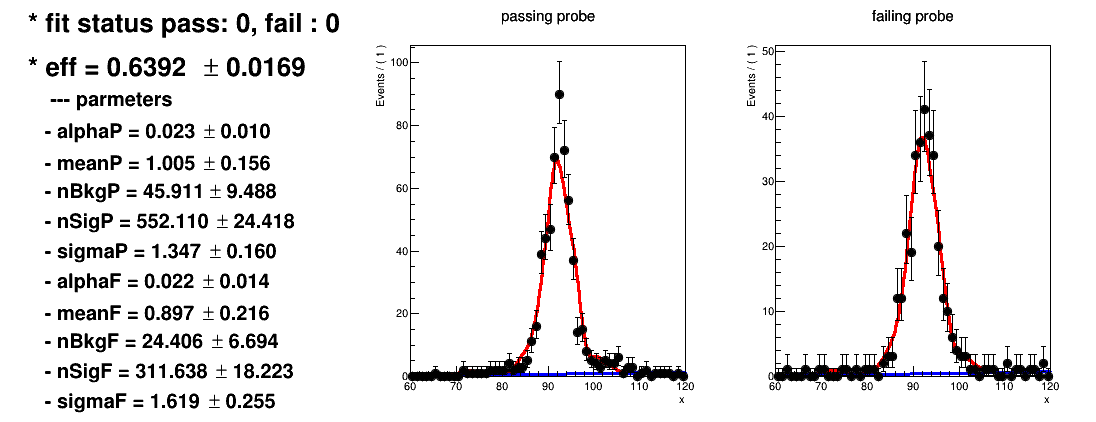 * fit status pass: 0, fail : 0
* eff = 0.6392 ± 0.0169
--- parmeters
- alphaP = 0.023 ± 0.010
- meanP = 1.005 ± 0.156
- nBkgP = 45.911 ± 9.488
- nSigP = 552.110 ± 24.418
- sigmaP = 1.347 ± 0.160
- alphaF = 0.022 ± 0.014
- meanF = 0.897 ± 0.216
- nBkgF = 24.406 ± 6.694
- nSigF = 311.638 ± 18.223
- sigmaF = 1.619 ± 0.255
passing probe
Events / ( 1 )
100
80
60
40
20
0
60 70 80 90 100 110 120
x
failing probe
Events / ( 1 )
50
40
30
20
10
0
60 70 80 90 100 110 120
x